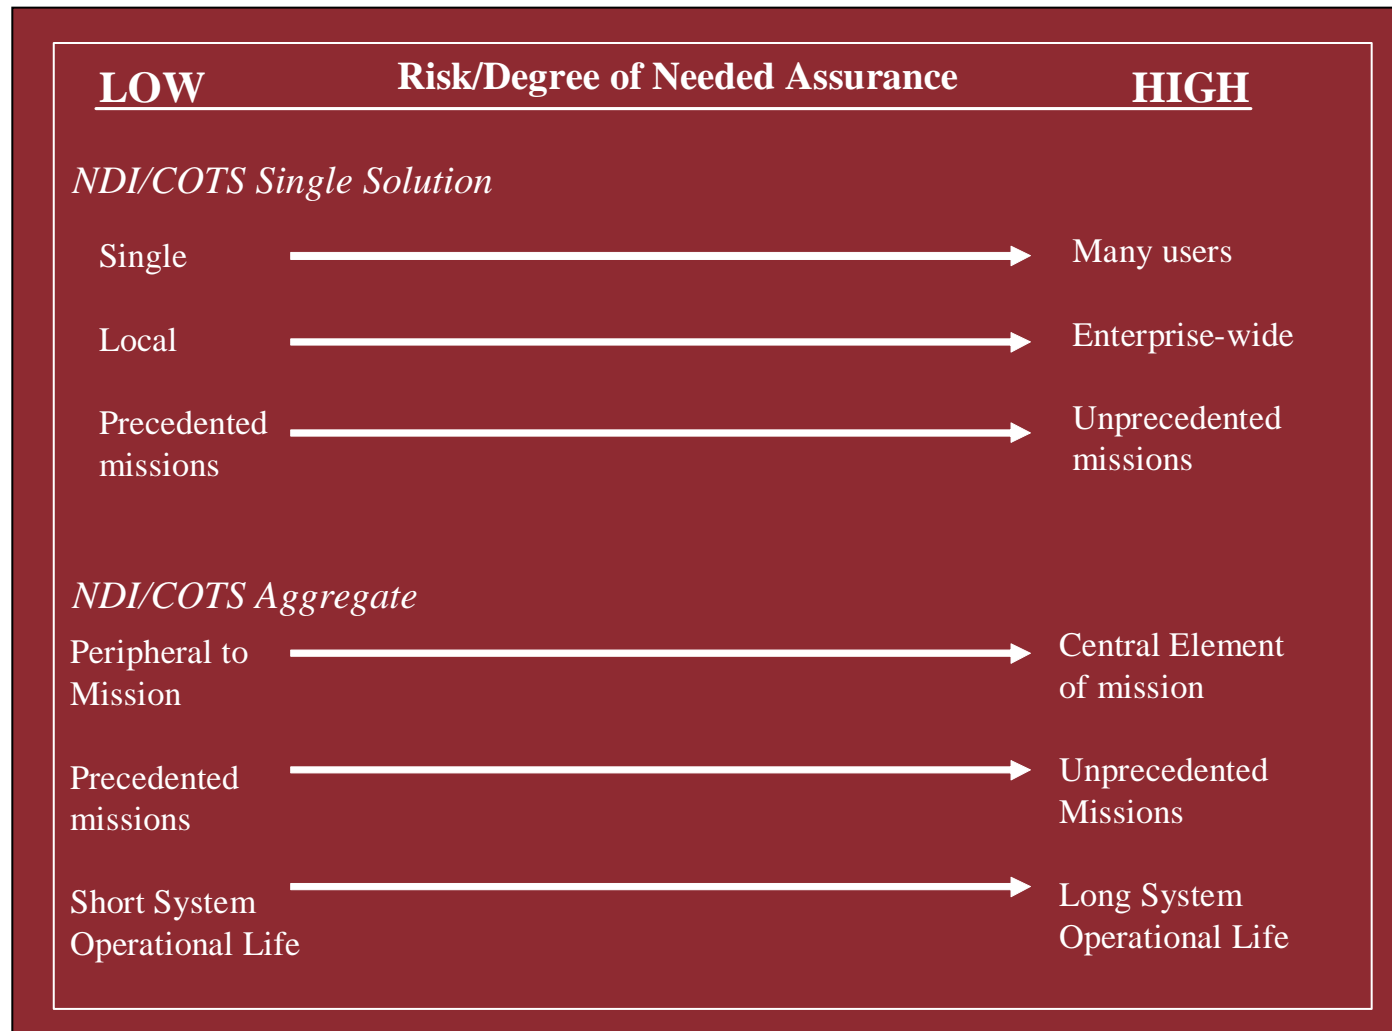 LOW Risk/Degree of Needed Assurance HIGH
NDI/COTS Single Solution
Single Many users
Local Enterprise-wide
Precedented Unprecedented
missions missions
NDI/COTS Aggregate
Peripheral to Central Element
Mission of mission
Precedented Unprecedented
missions Missions
Short System Long System
Operational Life Operational Life